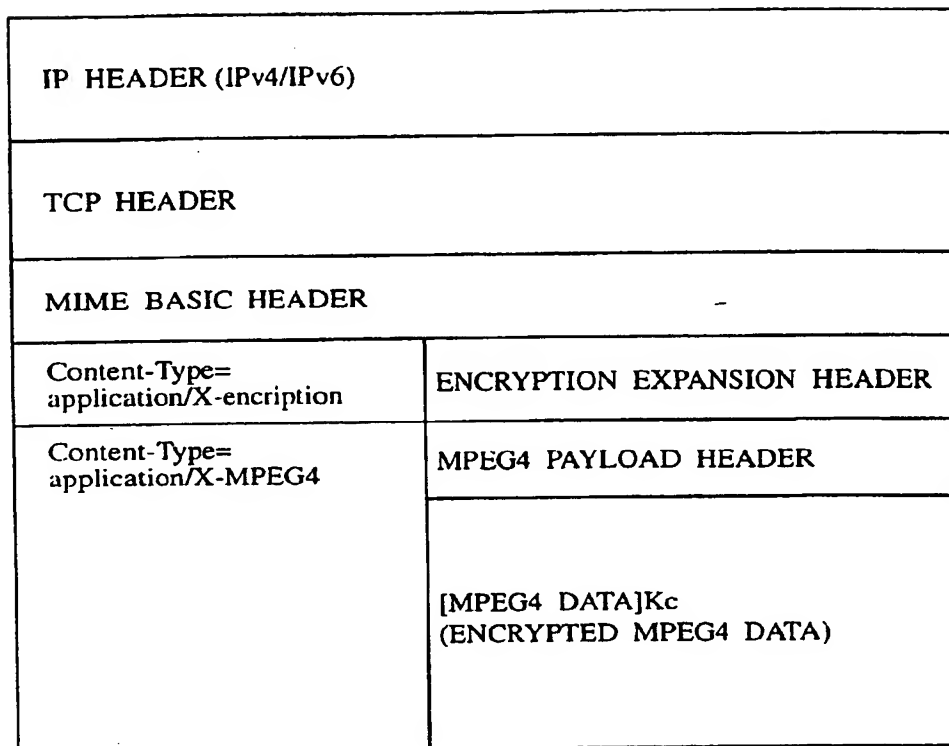 IP HEADER (IPv4/IPv6)
TCP HEADER
MIME BASIC HEADER
Content-Type=
application/X-encription
ENCRYPTION EXPANSION HEADER
Content-Type=
application/X-MPEG4
MPEG4 PAYLOAD HEADER
[MPEG4 DATA]Kc
(ENCRYPTED MPEG4 DATA)